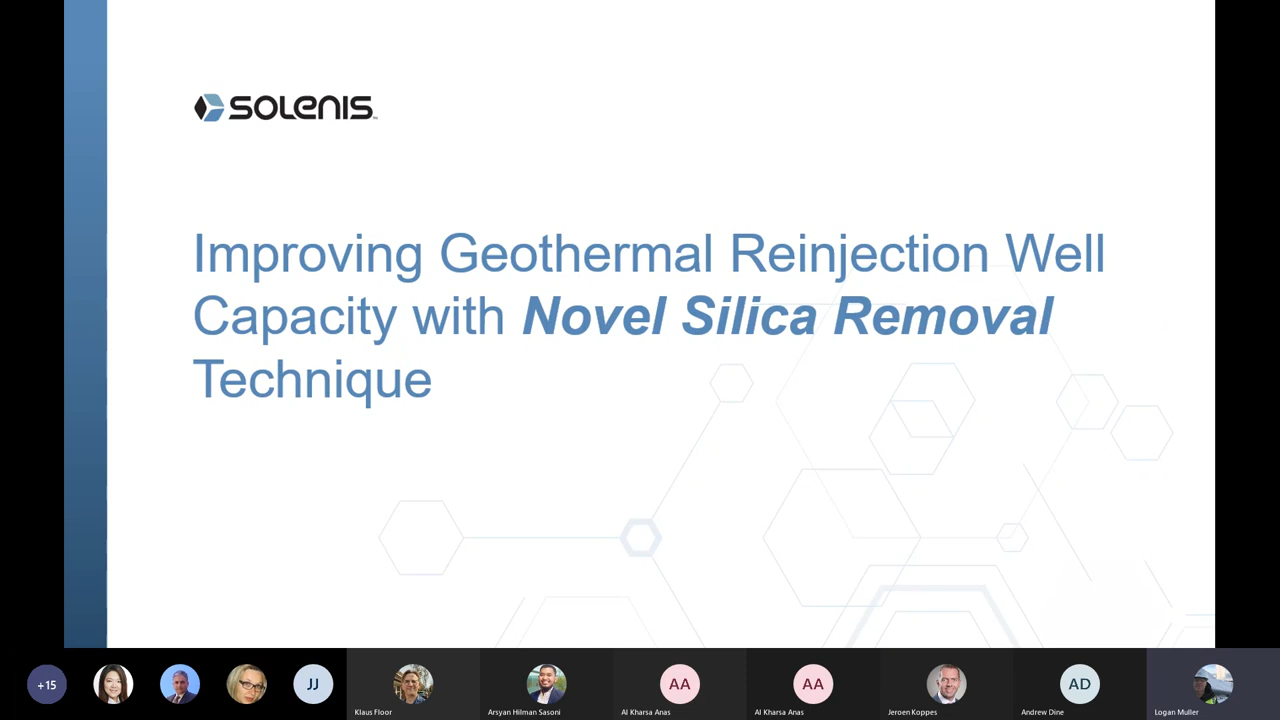 SOLENIS
Improving Geothermal Reinjection Well
Capacity with Novel Silica Removal
Technique
+15
JJ
Klaus Floor
Arsyan Hilman Sasoni
AA
Al Kharsa Anas
AA
Al Kharsa Anas
Jeroen Koppes
AD
Andrew Dine
Logan Muller